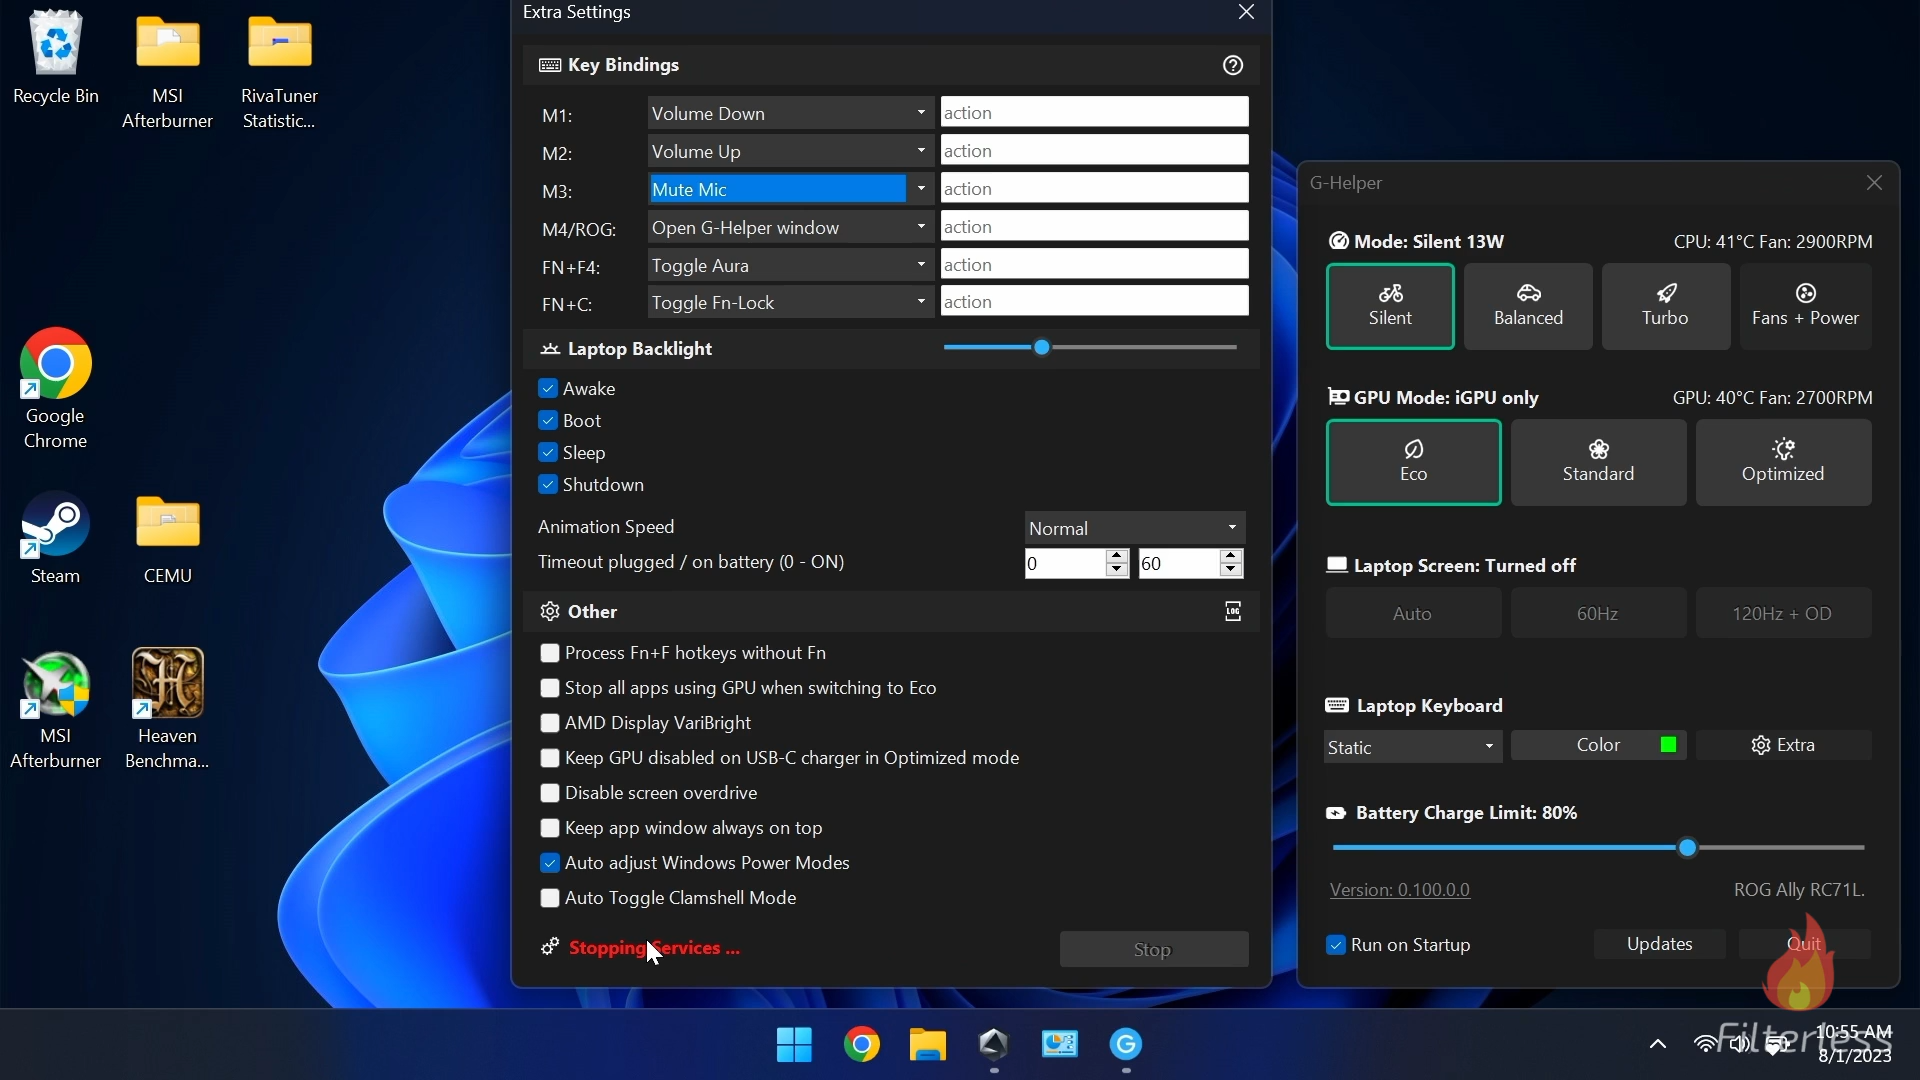 Recycle Bin
MSI
Afterburner
RivaTuner
Statistic...
Google
Chrome
Steam
CEMU
MSI
Afterburner
Heaven
Benchma...
Extra Settings
Key Bindings
M1: Volume Down action
M2: Volume Up action
M3: Mute Mic action
M4/ROG: Open G-Helper window action
FN+F4: Toggle Aura action
FN+C: Toggle Fn-Lock action
Laptop Backlight
Awake
Boot
Sleep
Shutdown
Animation Speed Normal
Timeout plugged / on battery (0 - ON) 0 60
Other LOG
Process Fn+F hotkeys without Fn
Stop all apps using GPU when switching to Eco
AMD Display VariBright
Keep GPU disabled on USB-C charger in Optimized mode
Disable screen overdrive
Keep app window always on top
Auto adjust Windows Power Modes
Auto Toggle Clamshell Mode
Stopping Services ... Stop
G-Helper
Mode: Silent 13W CPU: 41°C Fan: 2900RPM
Silent Balanced Turbo Fans + Power
GPU Mode: iGPU only GPU: 40°C Fan: 2700RPM
Eco Standard Optimized
Laptop Screen: Turned off
Auto 60Hz 120Hz + OD
Laptop Keyboard
Static Color Extra
Battery Charge Limit: 80%
Version: 0.100.0.0 ROG Ally RC71L.
Run on Startup Updates Quit
G
Filterless
10:55 AM
8/1/2023